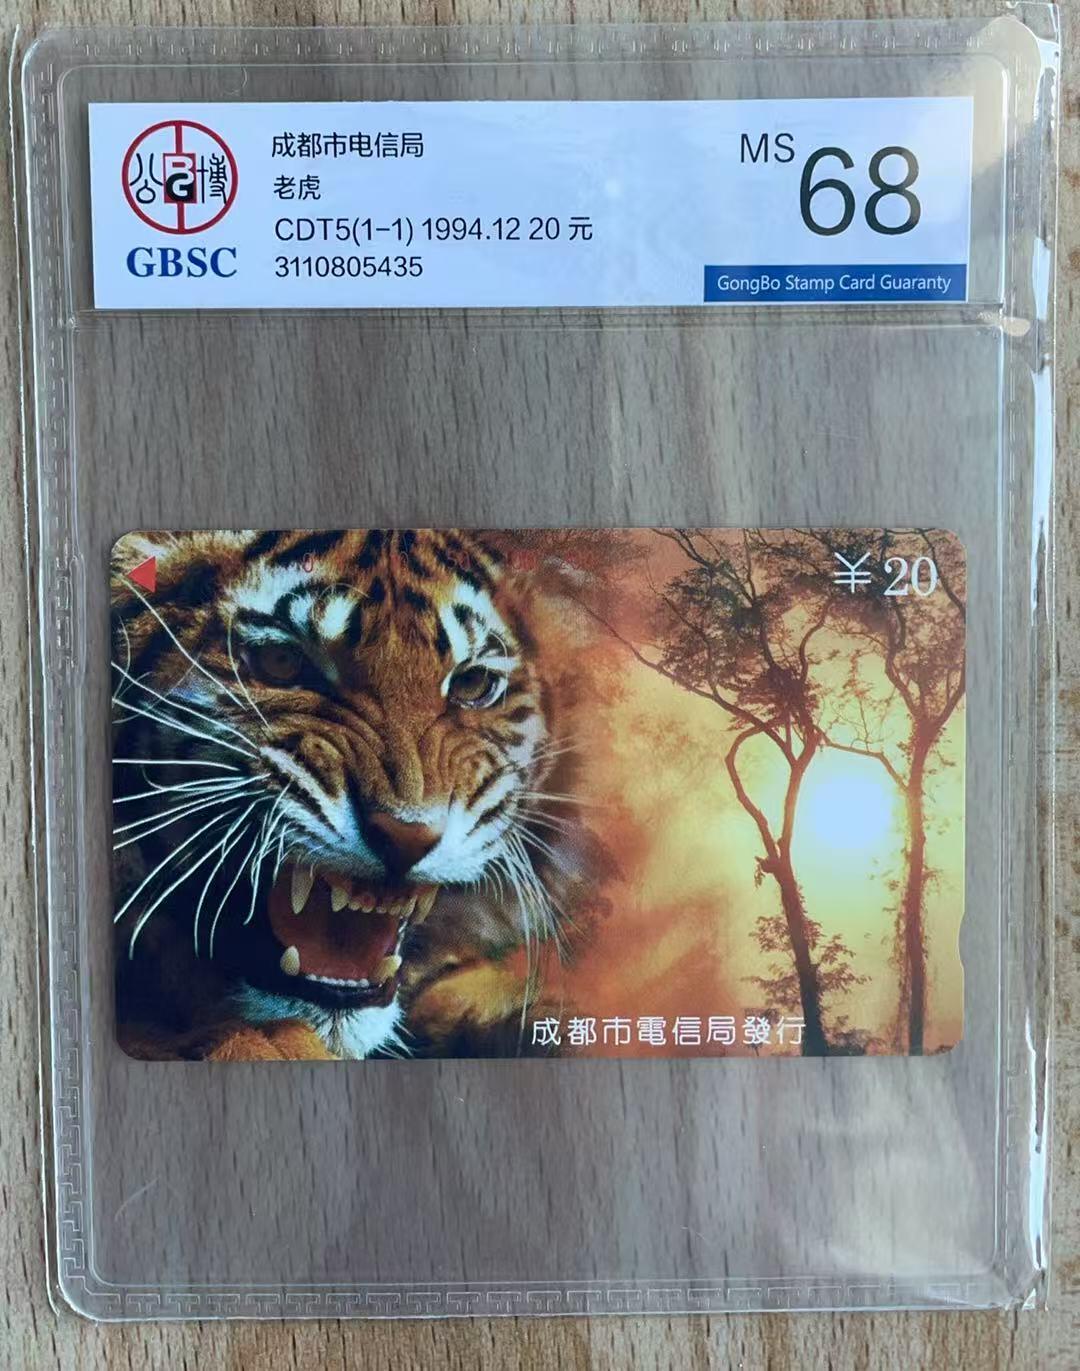 公博
GBSC
成都市电信局
老虎
CDT5(1-1) 1994.12 20 元
3110805435
MS 68
GongBo Stamp Card Guaranty
¥20
成都市電信局發行